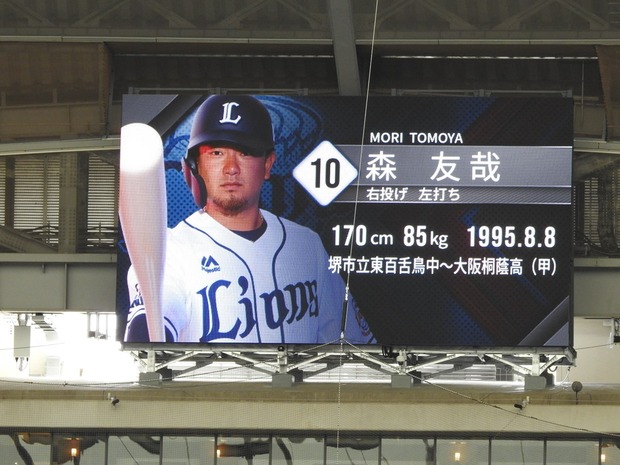 L
MORI TOMOYA
10
森 友哉
右投げ 左打ち
170cm 85kg 1995.8.8
堺市立東百舌鳥中〜大阪桐蔭高（甲）
Majestic
Lions